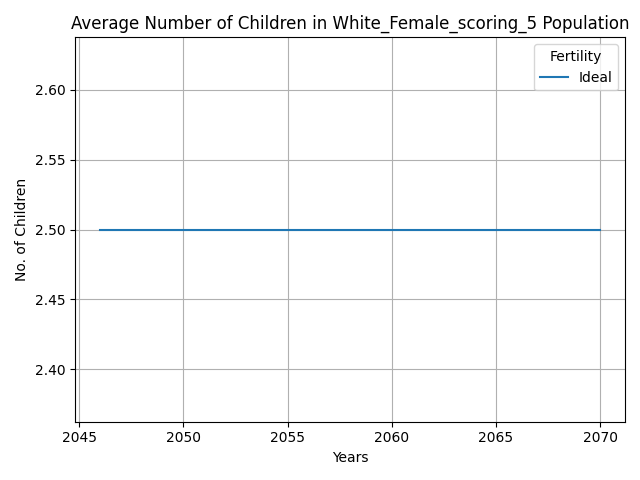 Average Number of Children in White_Female_scoring_5 Population
Fertility
Ideal
2.60
2.55
2.50
2.45
2.40
No. of Children
2045 2050 2055 2060 2065 2070
Years